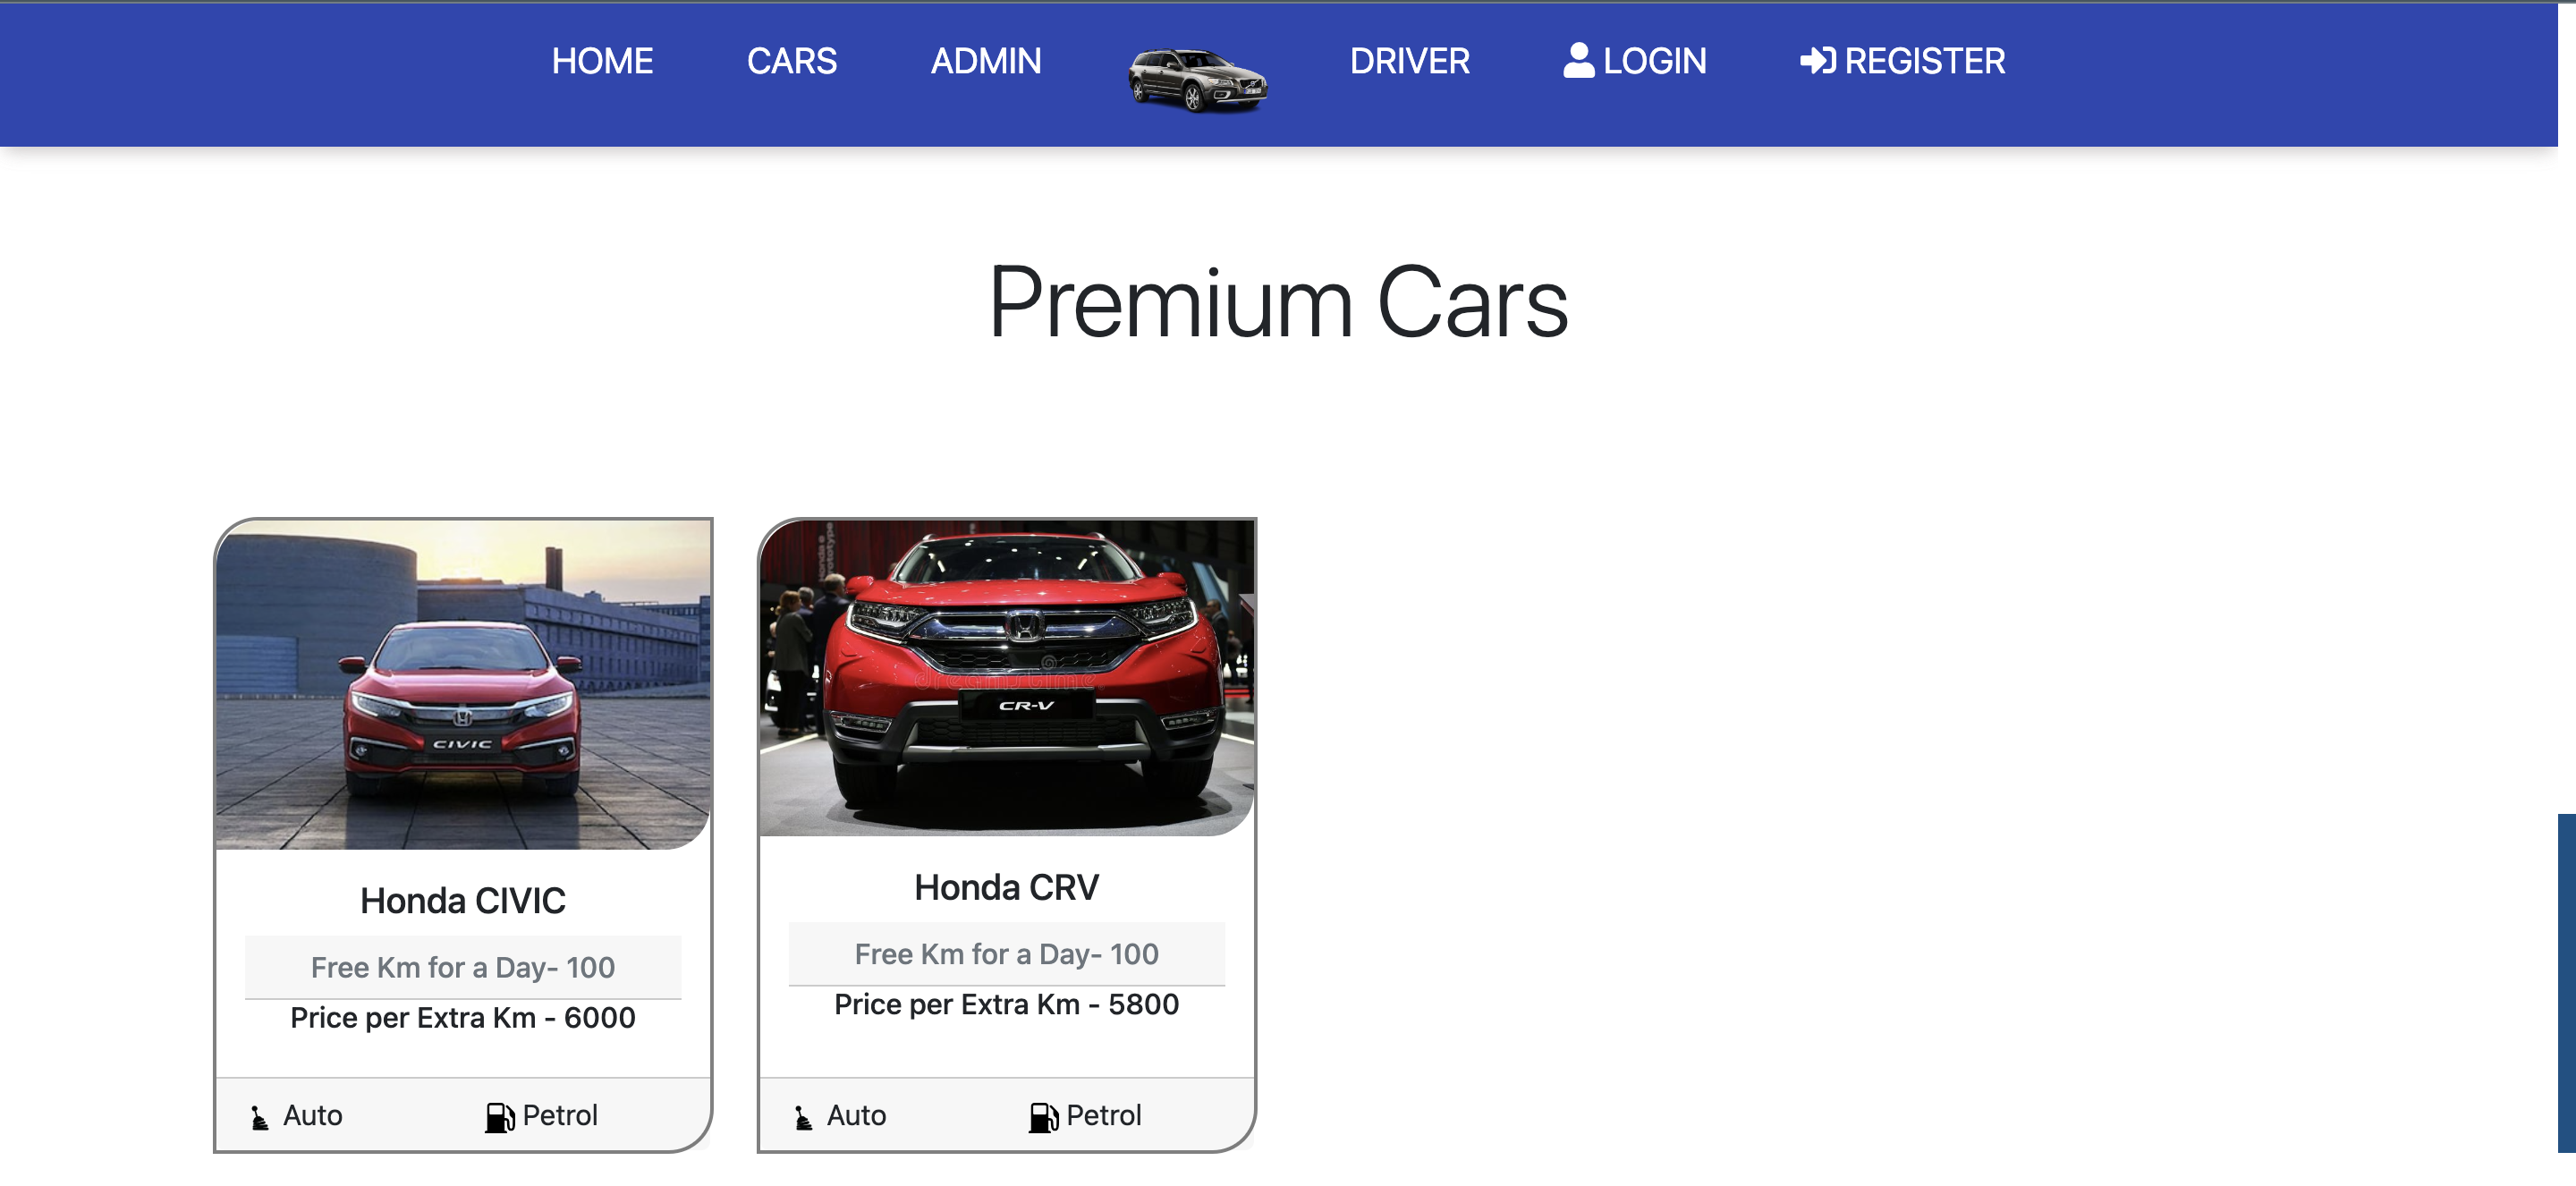 HOME
CARS
ADMIN
DRIVER
LOGIN
REGISTER
Premium Cars
CIVIC
Honda CIVIC
Free Km for a Day- 100
Price per Extra Km - 6000
Auto
Petrol
dreamstime
CR-V
Honda CRV
Free Km for a Day- 100
Price per Extra Km - 5800
Auto
Petrol